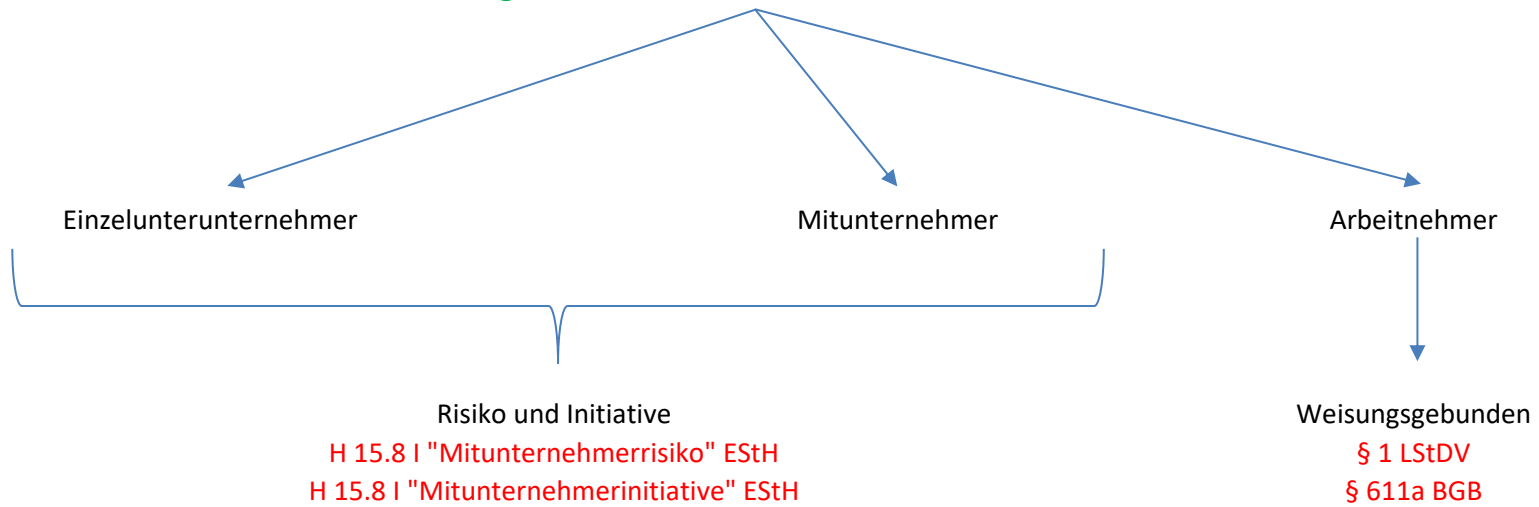 Einzelunterunternehmer
Mitunternehmer
Arbeitnehmer
Risiko und Initiative
H 15.8 I "Mitunternehmerrisiko" EStH
H 15.8 I "Mitunternehmerinitiative" EStH
Weisungsgebunden
§ 1 LStDV
§ 611a BGB